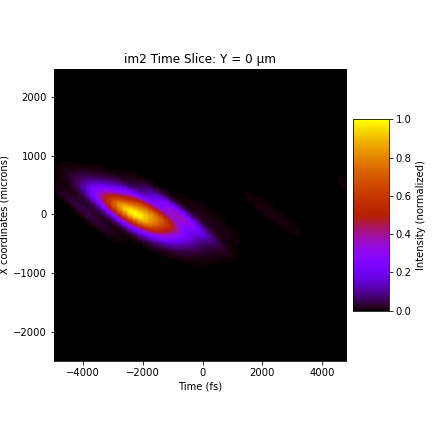 im2 Time Slice: Y = 0 μm
2000
1000
0
−1000
−2000
X coordinates (microns)
−4000 −2000 0 2000 4000
Time (fs)
1.0
0.8
0.6
0.4
0.2
0.0
Intensity (normalized)